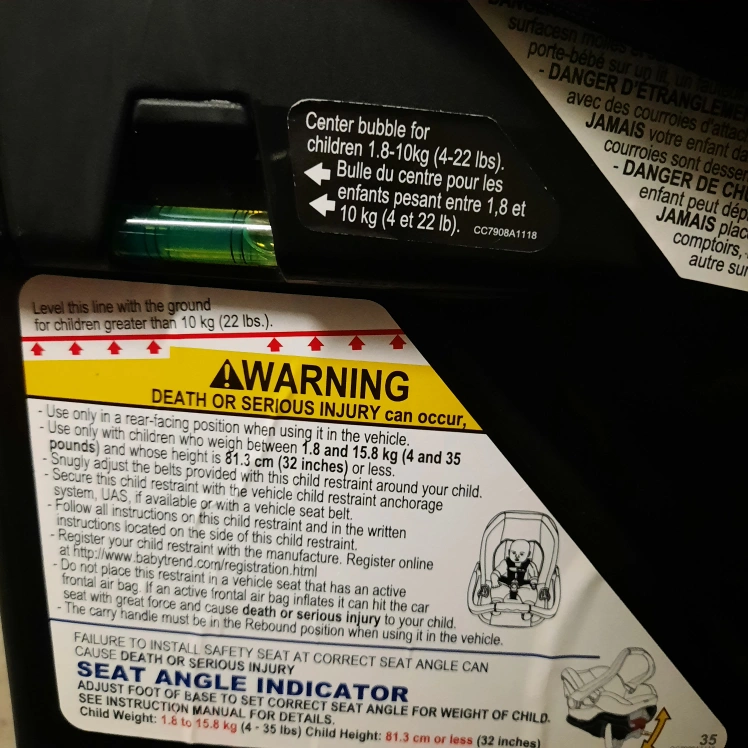 Center bubble for
children 1.8-10kg (4-22 lbs).
Bulle du centre pour les
enfants pesant entre 1,8 et
10 kg (4 et 22 lb).
CC7908A1118
surfaces
porte-bébé sur un lit, un
- DANGER D'ÉTRANGLEME
avec des courroies d'attac
JAMAIS votre enfant da
courroies sont desser
- DANGER DE CH
enfant peut dép
JAMAIS plac
comptoirs,
autre sur
Level this line with the ground
for children greater than 10 kg (22 lbs.).
WARNING
DEATH OR SERIOUS INJURY can occur,
- Use only in a rear-facing position when using it in the vehicle.
- Use only with children who weigh between 1.8 and 15.8 kg (4 and 35
pounds) and whose height is 81.3 cm (32 inches) or less.
- Snugly adjust the belts provided with this child restraint around your child.
- Secure this child restraint with the vehicle child restraint anchorage
system, UAS, if available or with a vehicle seat belt.
- Follow all instructions on this child restraint and in the written
instructions located on the side of this child restraint.
- Register your child restraint with the manufacture. Register online
at http://www.babytrend.com/registration.html
- Do not place this restraint in a vehicle seat that has an active
frontal air bag. If an active frontal air bag inflates it can hit the car
seat with great force and cause death or serious injury to your child.
- The carry handle must be in the Rebound position when using it in the vehicle.
FAILURE TO INSTALL SAFETY SEAT AT CORRECT SEAT ANGLE CAN
CAUSE DEATH OR SERIOUS INJURY
SEAT ANGLE INDICATOR
ADJUST FOOT OF BASE TO SET CORRECT SEAT ANGLE FOR WEIGHT OF CHILD.
SEE INSTRUCTION MANUAL FOR DETAILS.
Child Weight: 1.8 to 15.8 kg (4 - 35 lbs) Child Height: 81.3 cm or less (32 inches)
35